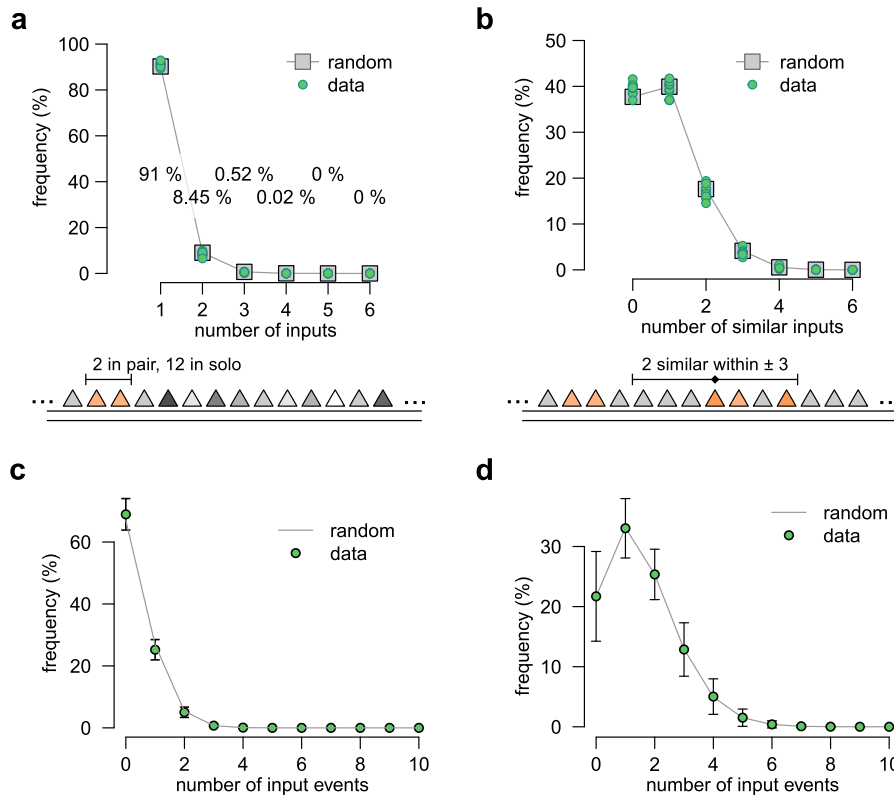 a
100
80
60
40
20
0
frequency (%)
random
data
91 %
0.52 %
0 %
8.45 %
0.02 %
0 %
1 2 3 4 5 6
number of inputs
2 in pair, 12 in solo
... ...
b
50
40
30
20
10
0
frequency (%)
random
data
0 2 4 6
number of similar inputs
2 similar within ± 3
... ...
c
60
40
20
0
frequency (%)
random
data
0 2 4 6 8 10
number of input events
d
30
20
10
0
frequency (%)
random
data
0 2 4 6 8 10
number of input events